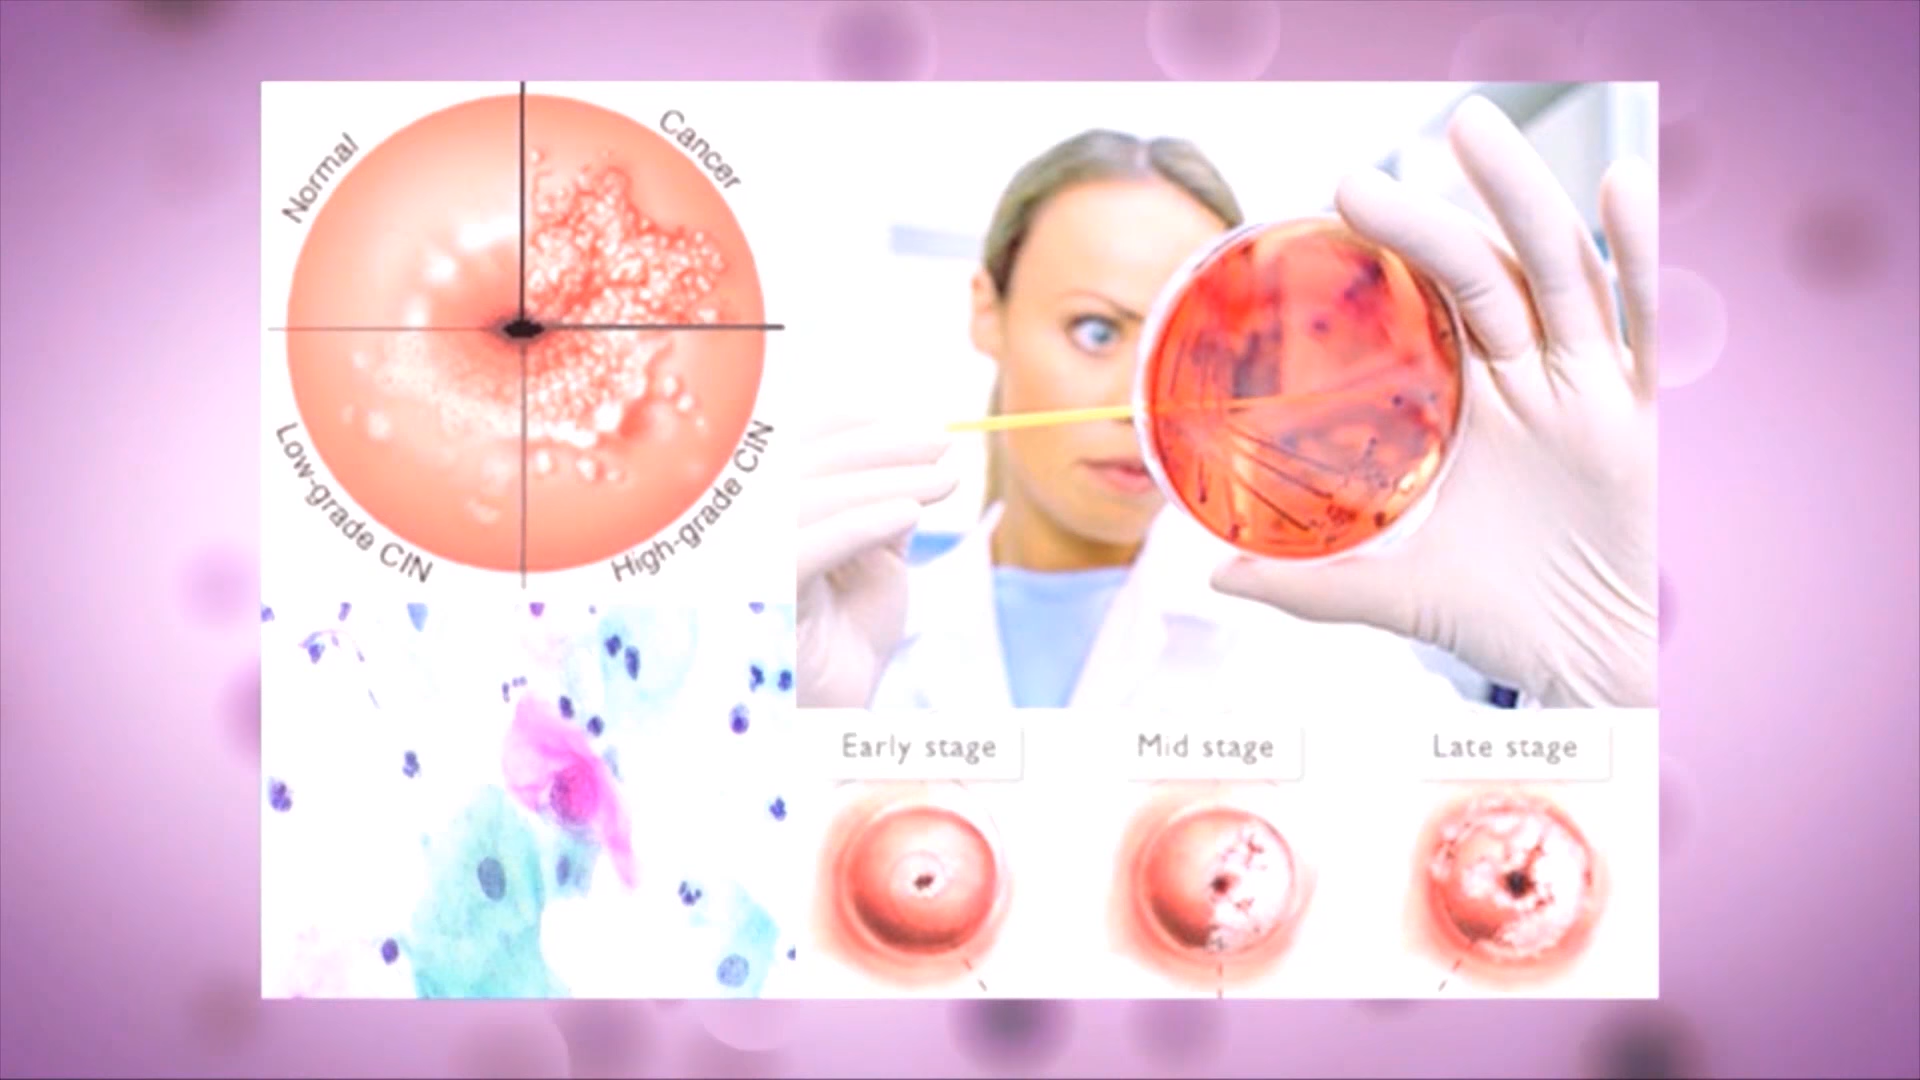 Normal
Cancer
Low-grade CIN
High-grade CIN
Early stage
Mid stage
Late stage